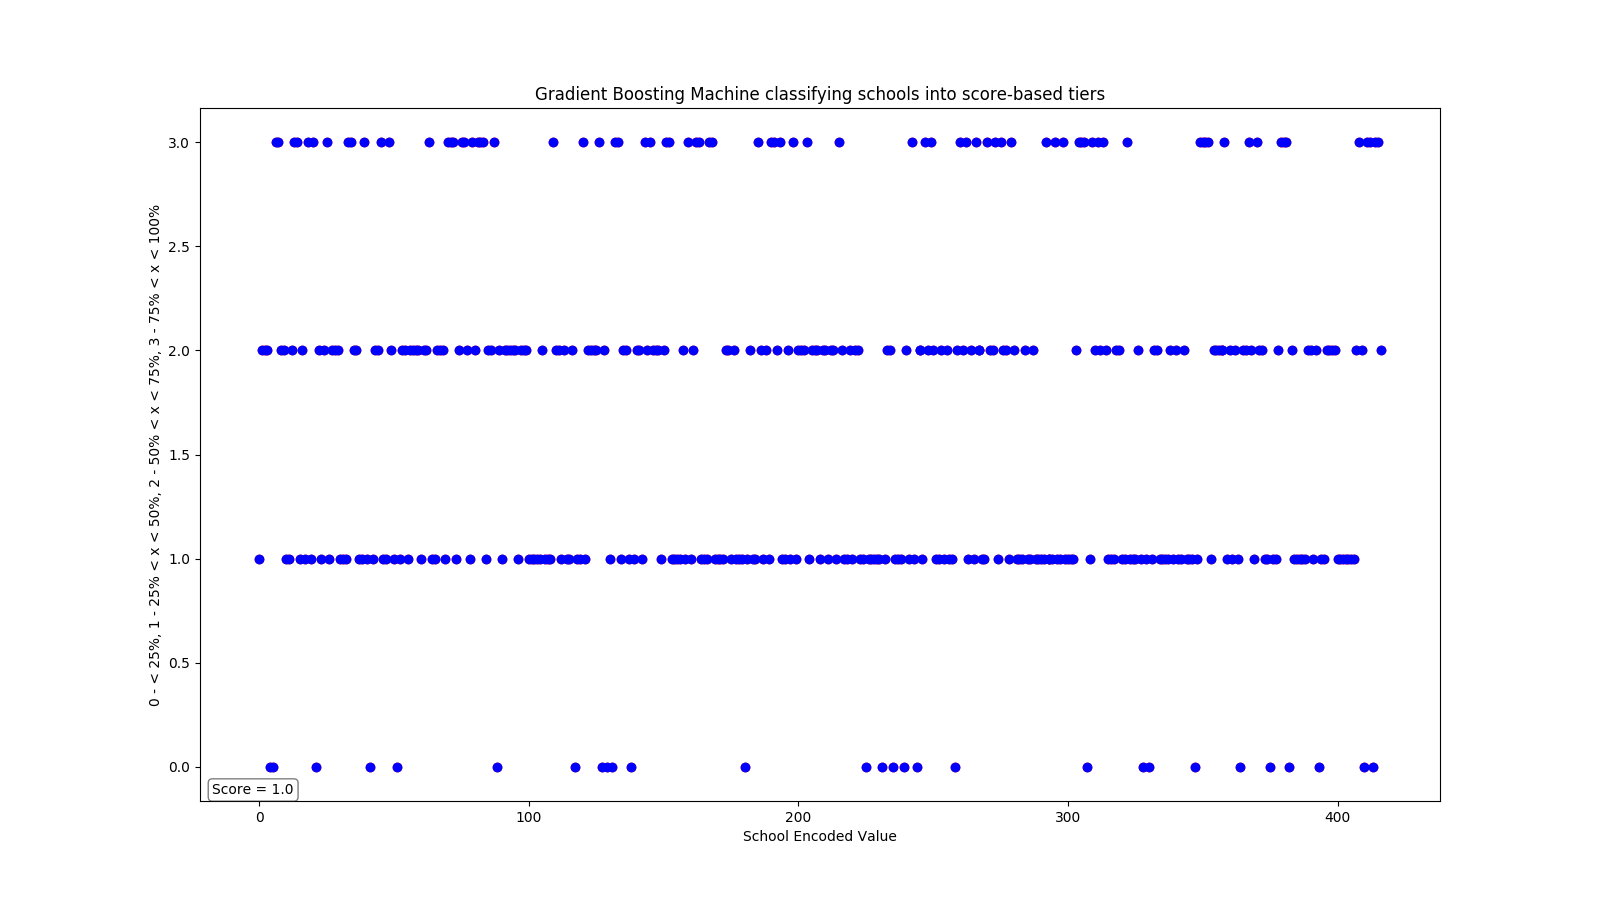 Gradient Boosting Machine classifying schools into score-based tiers
0 - < 25%, 1 - 25% < x < 50%, 2 - 50% < x < 75%, 3 - 75% < x < 100%
3.0
2.5
2.0
1.5
1.0
0.5
0.0
Score = 1.0
0 100 200 300 400
School Encoded Value